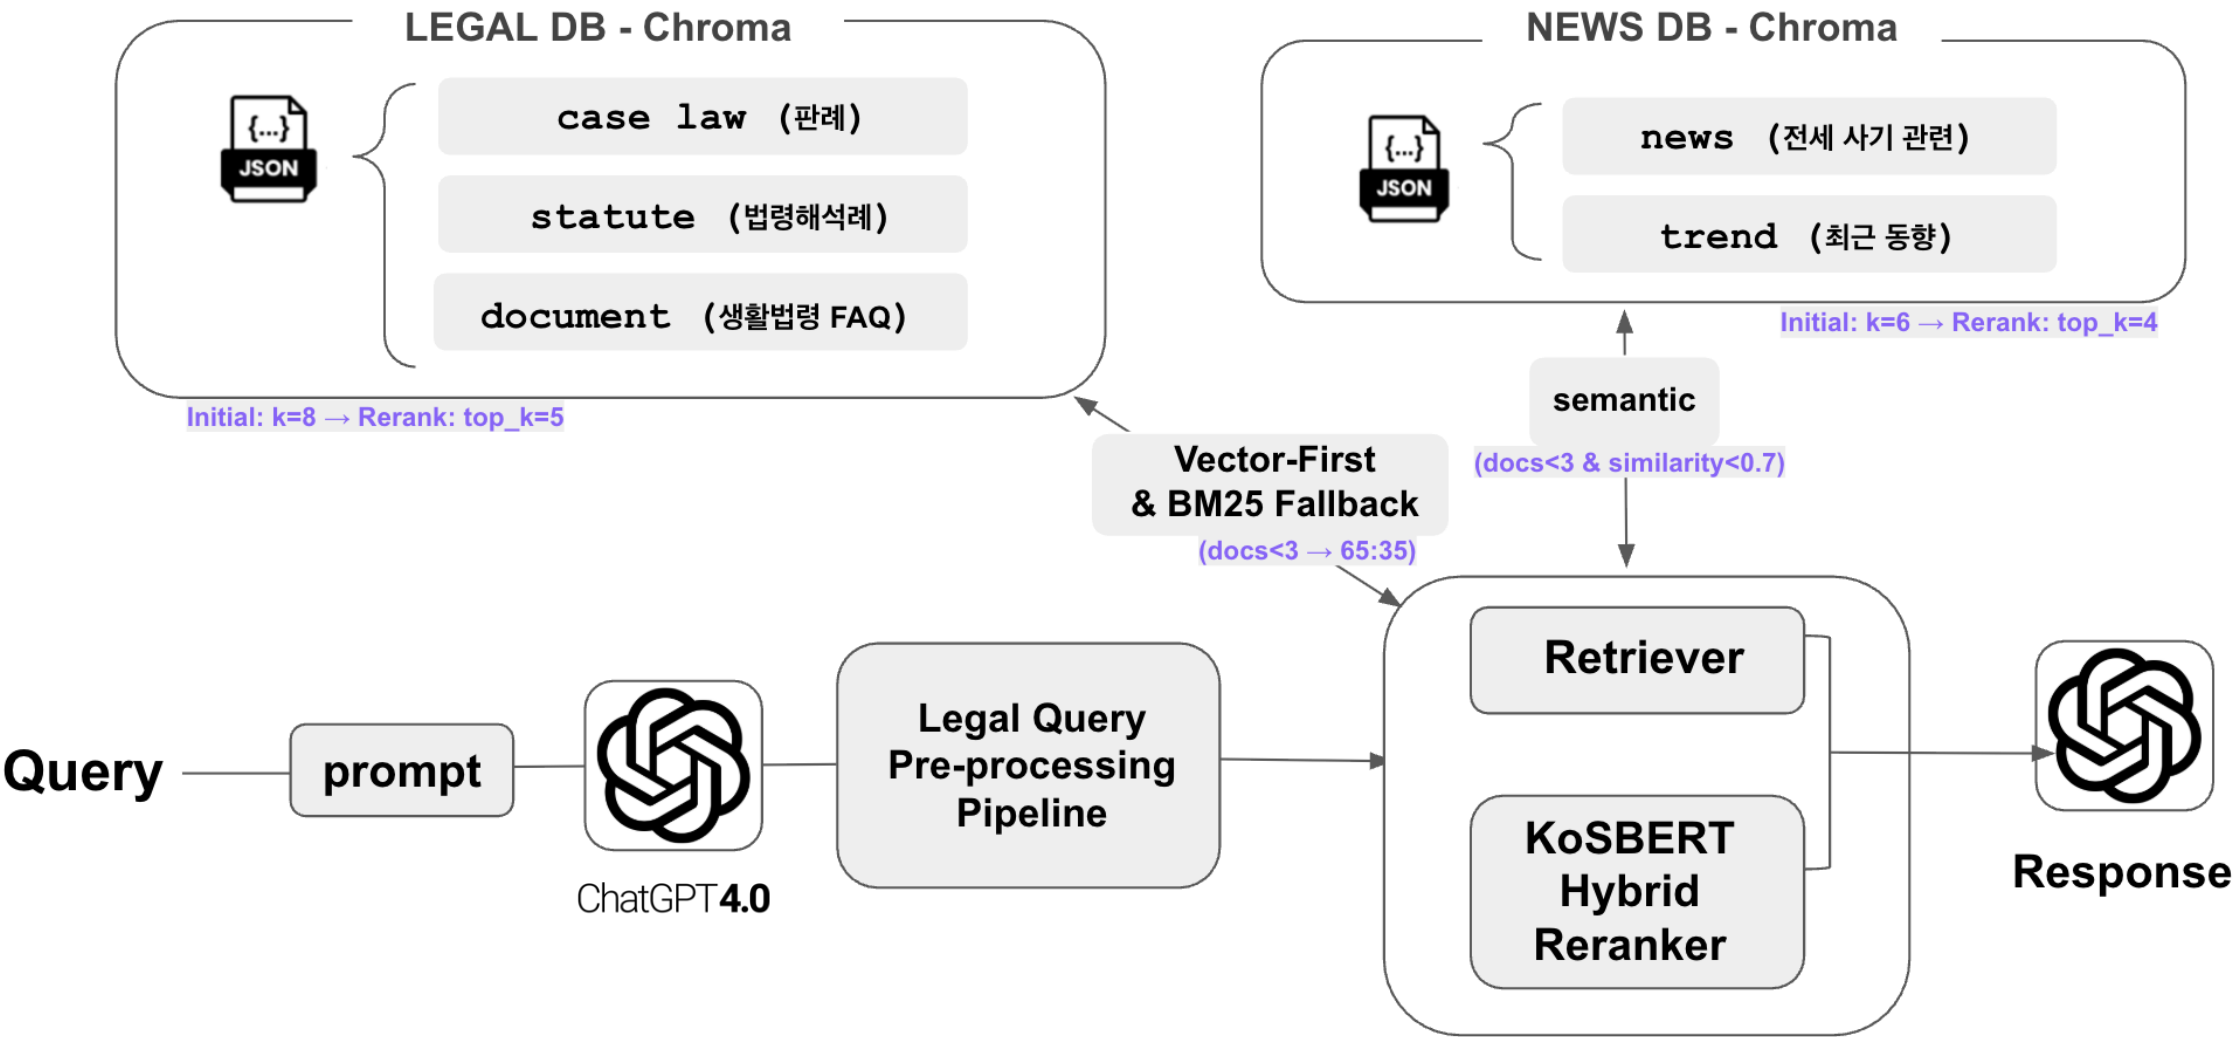 LEGAL DB - Chroma
{...}
JSON
case law (판례)
statute (법령해석례)
document (생활법령 FAQ)
Initial: k=8 → Rerank: top_k=5
NEWS DB - Chroma
{...}
JSON
news (전세 사기 관련)
trend (최근 동향)
Initial: k=6 → Rerank: top_k=4
semantic
(docs<3 & similarity<0.7)
Vector-First
& BM25 Fallback
(docs<3 → 65:35)
Query
prompt
ChatGPT4.0
Legal Query
Pre-processing
Pipeline
Retriever
KoSBERT
Hybrid
Reranker
Response